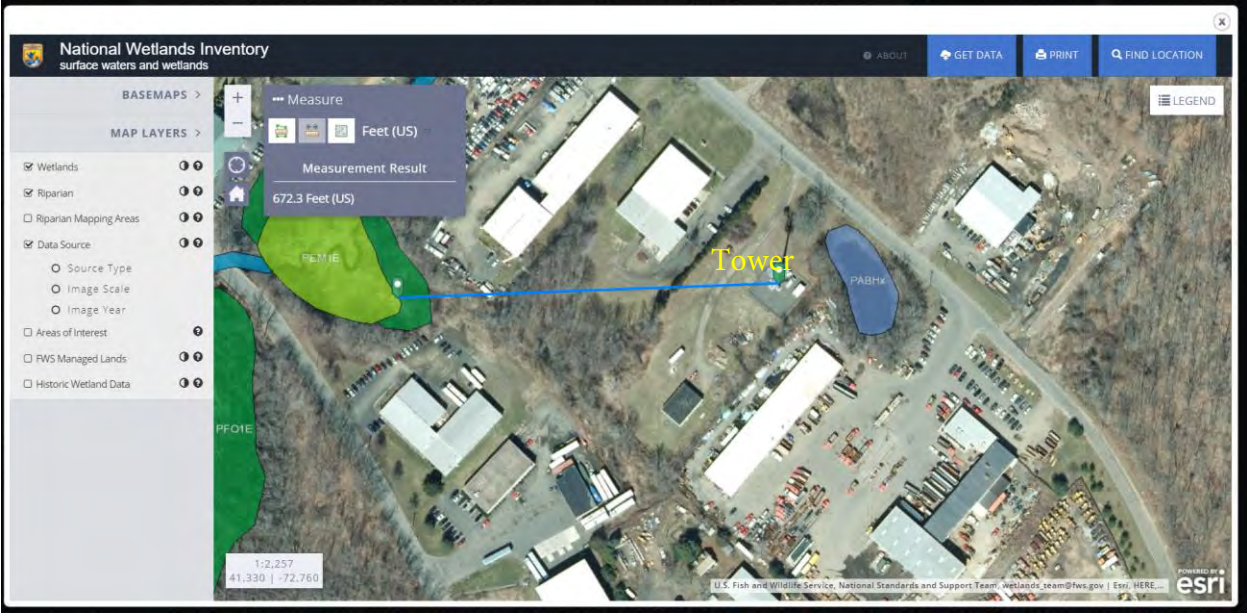 x
National Wetlands Inventory
surface waters and wetlands
ABOUT
GET DATA
PRINT
FIND LOCATION
BASEMAPS >
MAP LAYERS >
Wetlands
Riparian
Riparian Mapping Areas
Data Source
Source Type
Image Scale
Image Year
Areas of Interest
FWS Managed Lands
Historic Wetland Data
+
−
••• Measure
Feet (US)
Measurement Result
672.3 Feet (US)
LEGEND
PEM1E
Tower
PABHx
PFO1E
1:2,257
41.330 | -72.760
U.S. Fish and Wildlife Service, National Standards and Support Team, wetlands_team@fws.gov | Esri, HERE,...
POWERED BY
esri